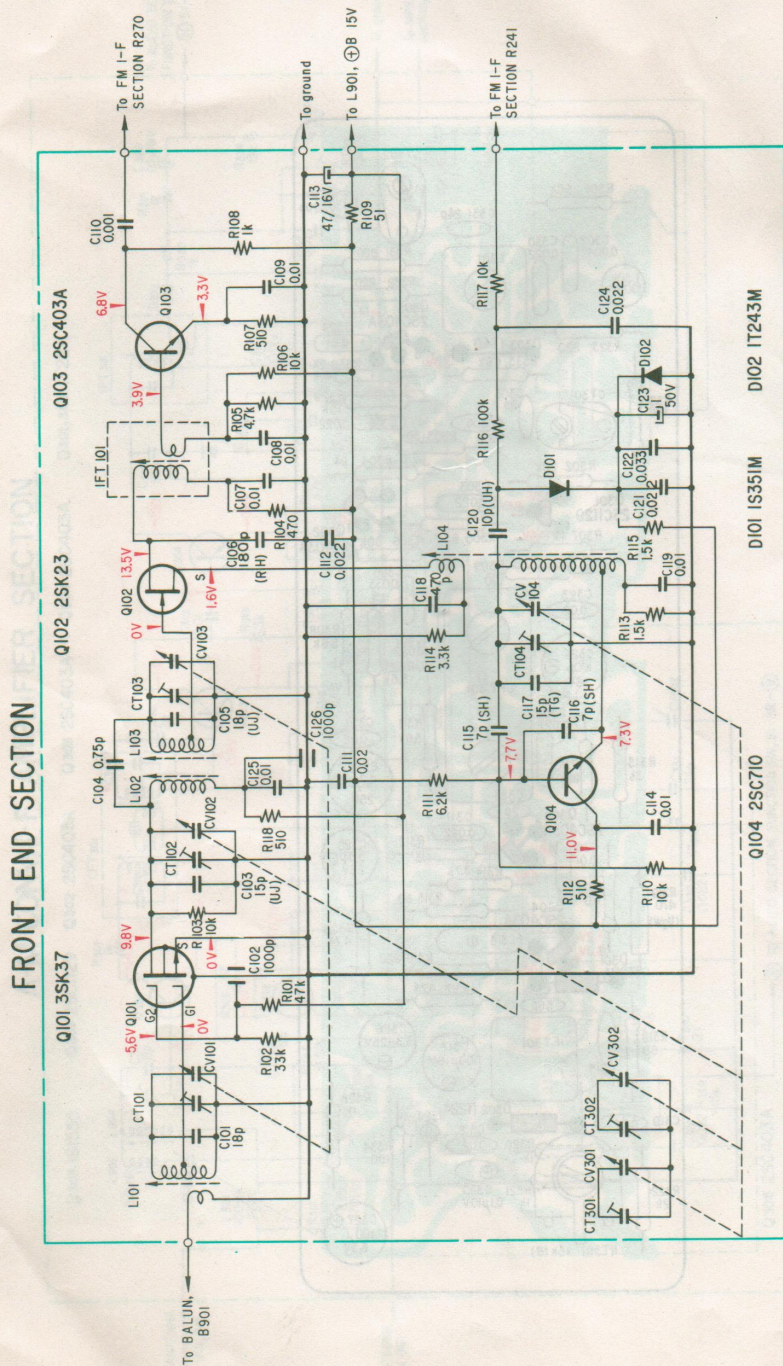 FRONT END SECTION
Q101 3SK37
Q102 2SK23
Q103 2SC403A
To BALUN,
B901
L101
C101
18p
CT101
CV101
5.6V
Q101
G2
G1
0V
S
9.8V
0V
R102
33k
R101
47k
C102
1000p
R103
10k
C103
15p
(UJ)
CT102
CV102
L102
R118
510
C125
0.01
C104 0.75p
L103
C105
18p
(UJ)
CT103
CV103
C126
1000p
C111
0.02
0V
Q102
13.5V
S
1.6V
IFT 101
C106
180p
(RH)
C112
0.022
R104
470
C107
0.01
C108
0.01
R105
4.7k
R106
10k
3.9V
Q103
6.8V
3.3V
R107
510
C109
0.01
R108
1k
C110
0.001
To FM I-F
SECTION R270
To ground
C113
47/16V
R109
51
To L901, ⊕B 15V
R114
3.3k
C118
470
p
L104
CT301
CV301
CT302
CV302
R111
6.2k
C115
7p(SH)
7.7V
Q104
11.0V
7.3V
R112
510
R110
10k
C114
0.01
C116
7p(SH)
C117
15p
(TG)
CT104
CV
104
C120
10p(UH)
D101
R116 100k
R117 10k
To FM I-F
SECTION R241
R113
1.5k
C119
0.01
R115
1.5k
C121
0.022
C122
0.033
C123
50V
D102
C124
0.022
Q104 2SC710
D101 1S351M
D102 1T243M